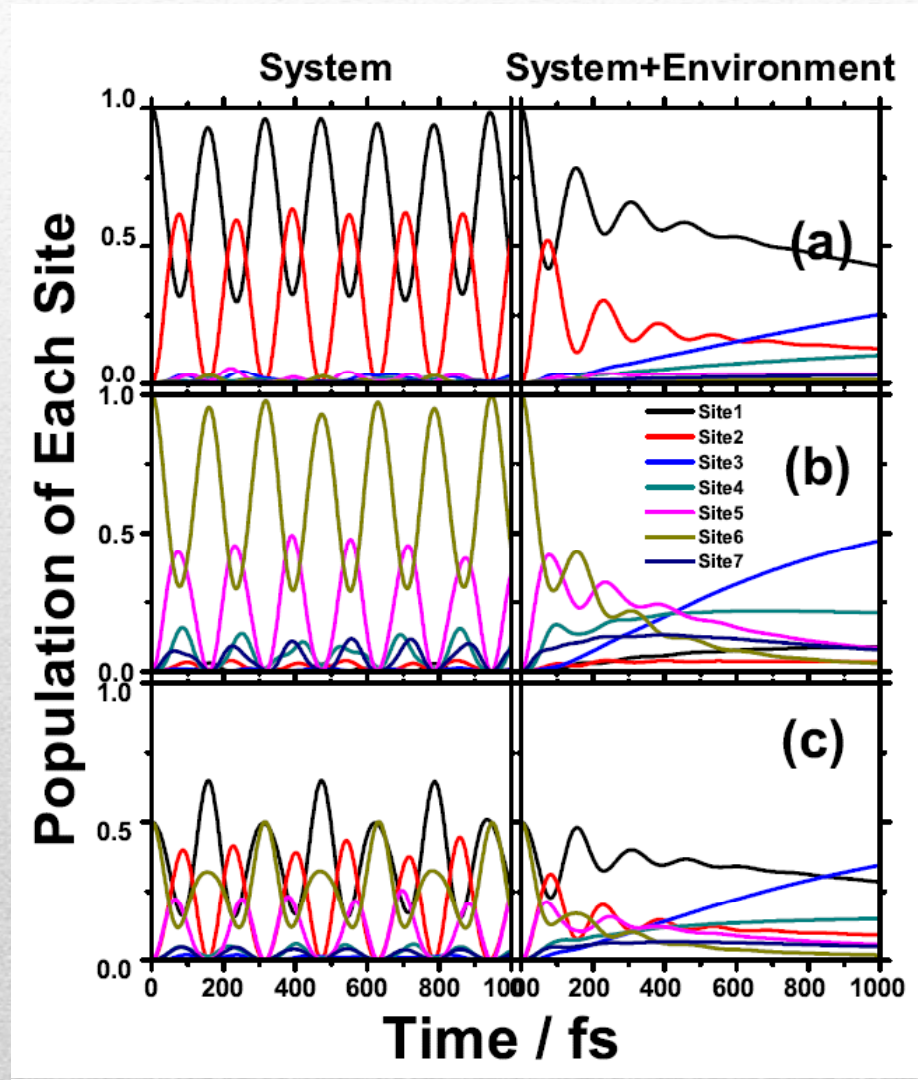 System System+Environment
Population of Each Site
1.0
0.5
0.0
(a)
1.0
0.5
0.0
Site1
Site2
Site3
Site4
Site5
Site6
Site7
(b)
1.0
0.5
0.0
(c)
0 200 400 600 800 1000 200 400 600 800 1000
Time / fs